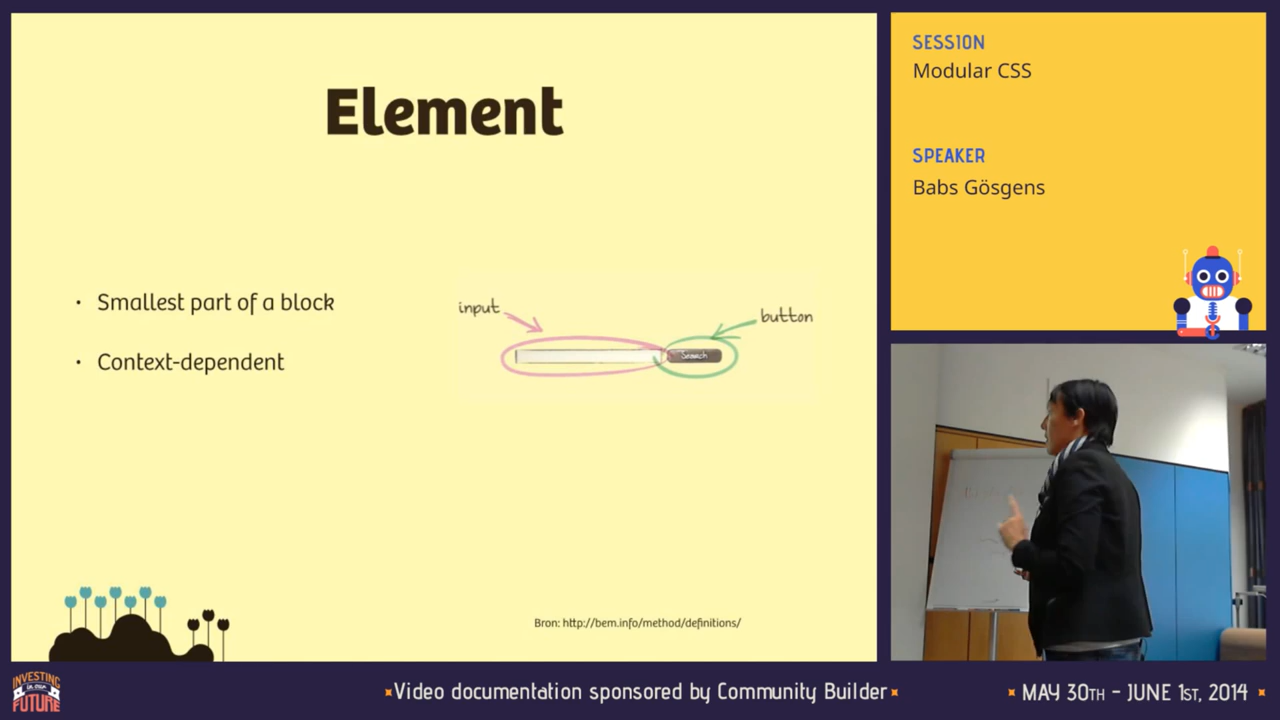 Element
• Smallest part of a block
• Context-dependent
input
button
Search
Bron: http://bem.info/method/definitions/
SESSION
Modular CSS
SPEAKER
Babs Gösgens
INVESTING
in our
FUTURE
Video documentation sponsored by Community Builder
MAY 30TH - JUNE 1ST, 2014